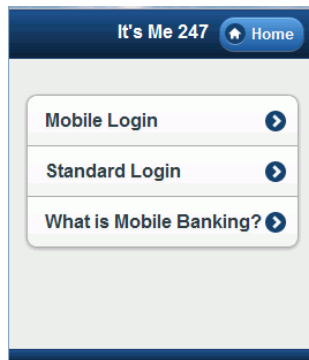 It's Me 247 Home
Mobile Login
Standard Login
What is Mobile Banking?